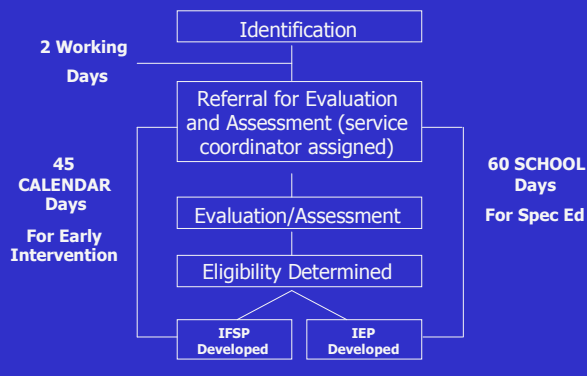 Identification
2 Working
Days
Referral for Evaluation
and Assessment (service
coordinator assigned)
45
CALENDAR
Days
For Early
Intervention
60 SCHOOL
Days
For Spec Ed
Evaluation/Assessment
Eligibility Determined
IFSP
Developed
IEP
Developed